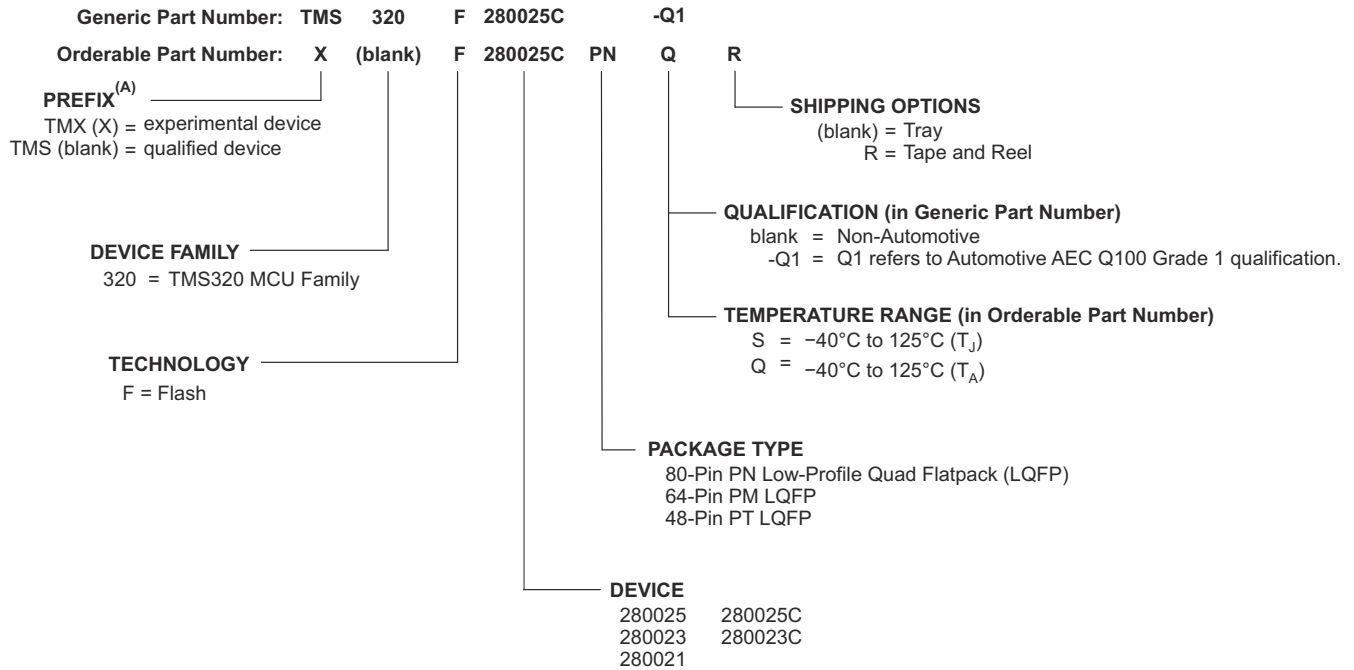 Generic Part Number: TMS 320 F 280025C -Q1
Orderable Part Number: X (blank) F 280025C PN Q R
PREFIX(A)
TMX (X) = experimental device
TMS (blank) = qualified device
SHIPPING OPTIONS
(blank) = Tray
R = Tape and Reel
QUALIFICATION (in Generic Part Number)
blank = Non-Automotive
-Q1 = Q1 refers to Automotive AEC Q100 Grade 1 qualification.
DEVICE FAMILY
320 = TMS320 MCU Family
TEMPERATURE RANGE (in Orderable Part Number)
S = −40°C to 125°C (TJ)
Q = −40°C to 125°C (TA)
TECHNOLOGY
F = Flash
PACKAGE TYPE
80-Pin PN Low-Profile Quad Flatpack (LQFP)
64-Pin PM LQFP
48-Pin PT LQFP
DEVICE
280025 280025C
280023 280023C
280021